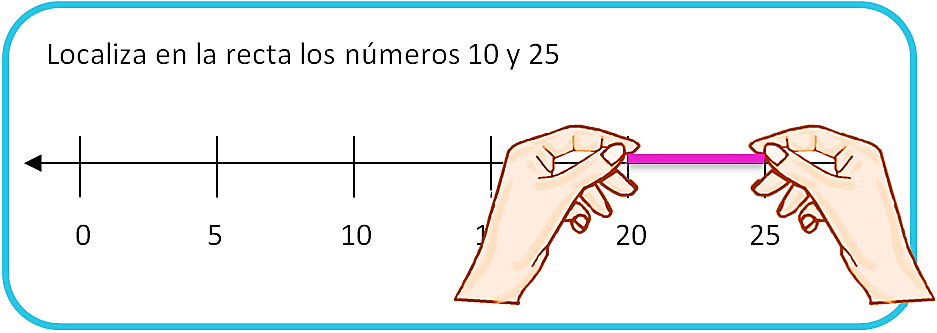 Localiza en la recta los números 10 y 25
0 5 10 20 25